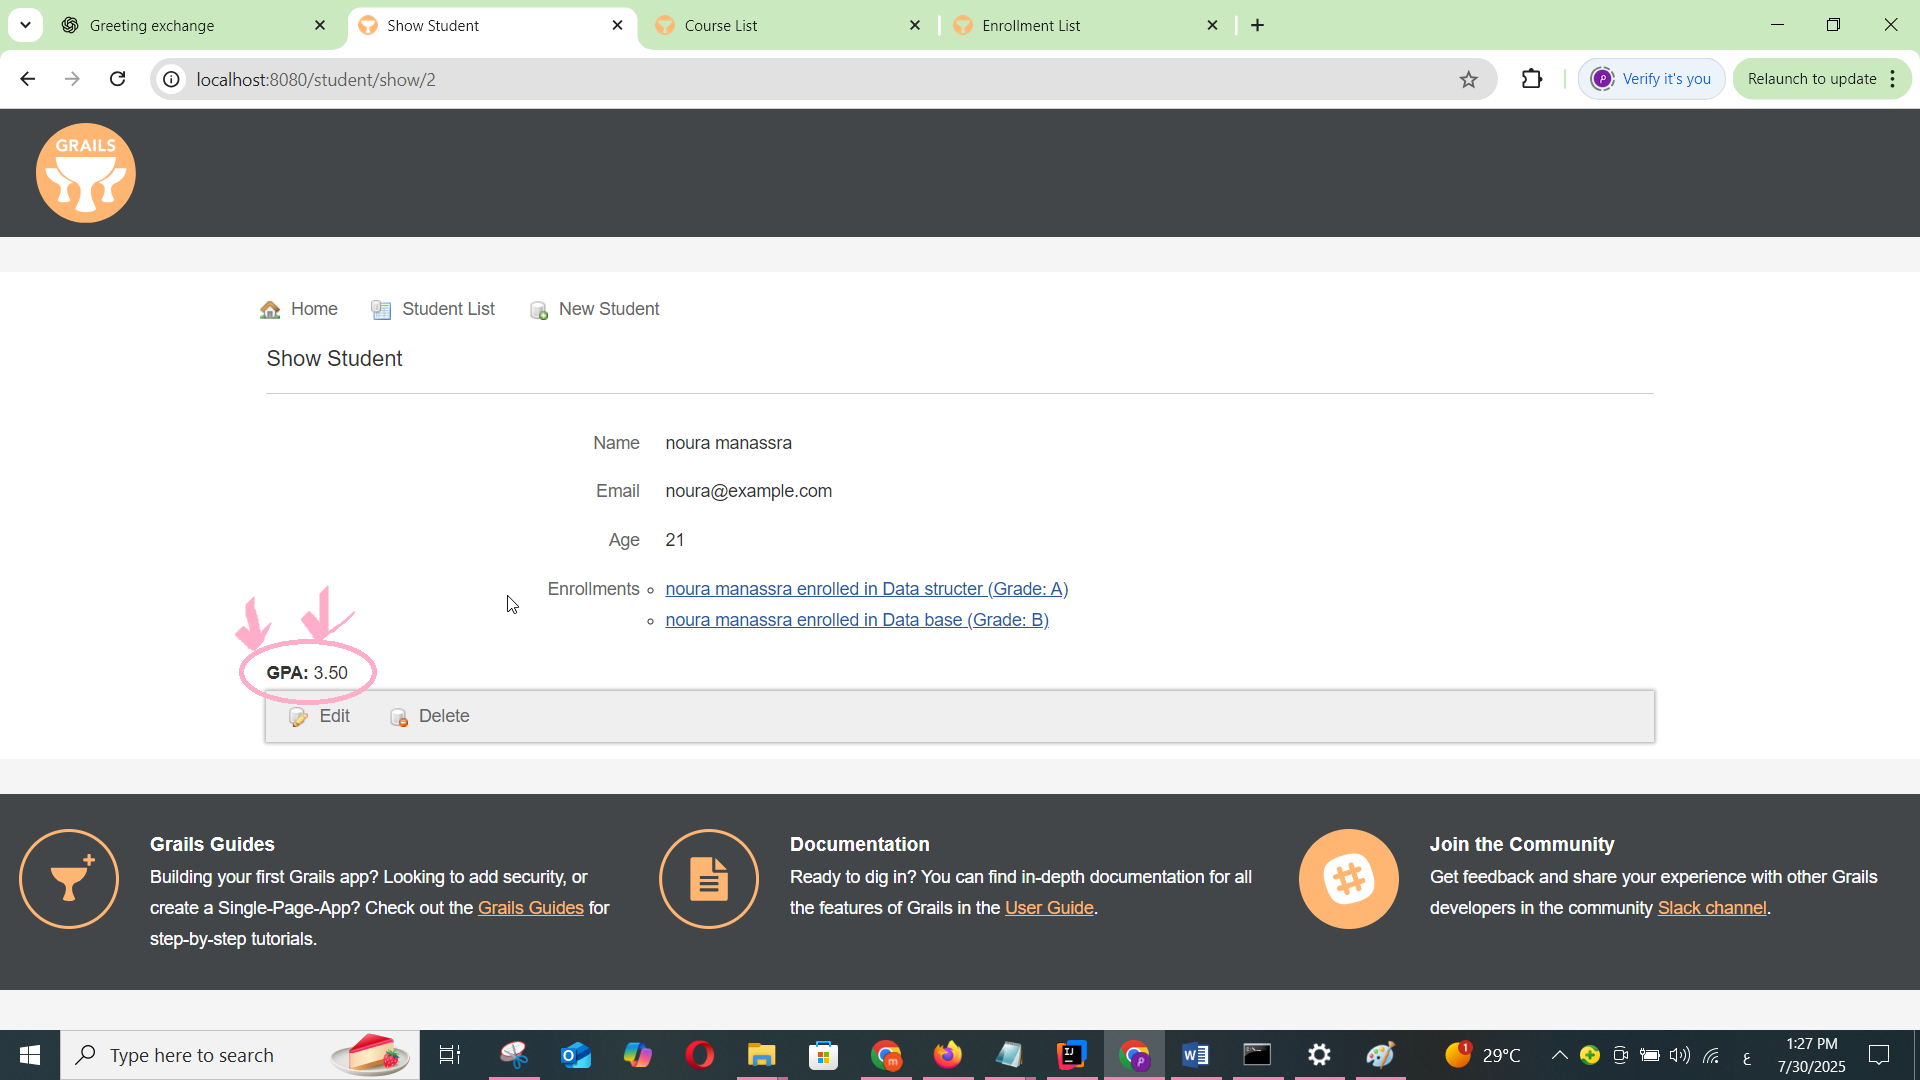 Greeting exchange
Show Student
Course List
Enrollment List
localhost:8080/student/show/2
Verify it's you
Relaunch to update
GRAILS
Home
Student List
New Student
Show Student
Name noura manassra
Email noura@example.com
Age 21
Enrollments
noura manassra enrolled in Data structer (Grade: A)
noura manassra enrolled in Data base (Grade: B)
GPA: 3.50
Edit
Delete
Grails Guides
Building your first Grails app? Looking to add security, or
create a Single-Page-App? Check out the Grails Guides for
step-by-step tutorials.
Documentation
Ready to dig in? You can find in-depth documentation for all
the features of Grails in the User Guide.
Join the Community
Get feedback and share your experience with other Grails
developers in the community Slack channel.
Type here to search
29°C
ع
1:27 PM
7/30/2025